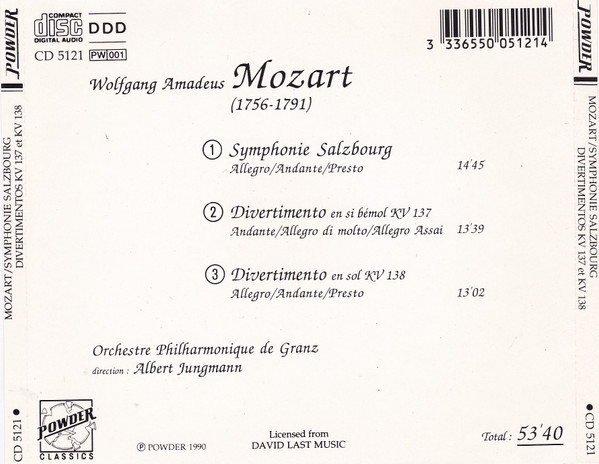 POWDER
MOZART/SYMPHONIE SALZBOURG
DIVERTIMENTOS KV 137 et KV 138
CD 5121
COMPACT
disc
DIGITAL AUDIO
DDD
CD 5121 PW 001
3 336550 051214
Wolfgang Amadeus Mozart
(1756-1791)
1 Symphonie Salzbourg
Allegro/Andante/Presto 14'45
2 Divertimento en si bémol KV 137
Andante/Allegro di molto/Allegro Assai 13'39
3 Divertimento en sol KV 138
Allegro/Andante/Presto 13'02
Orchestre Philharmonique de Granz
direction : Albert Jungmann
POWDER
CLASSICS
℗ POWDER 1990
Licensed from
DAVID LAST MUSIC
Total : 53'40
POWDER
MOZART/SYMPHONIE SALZBOURG
DIVERTIMENTOS KV 137 et KV 138
CD 5121